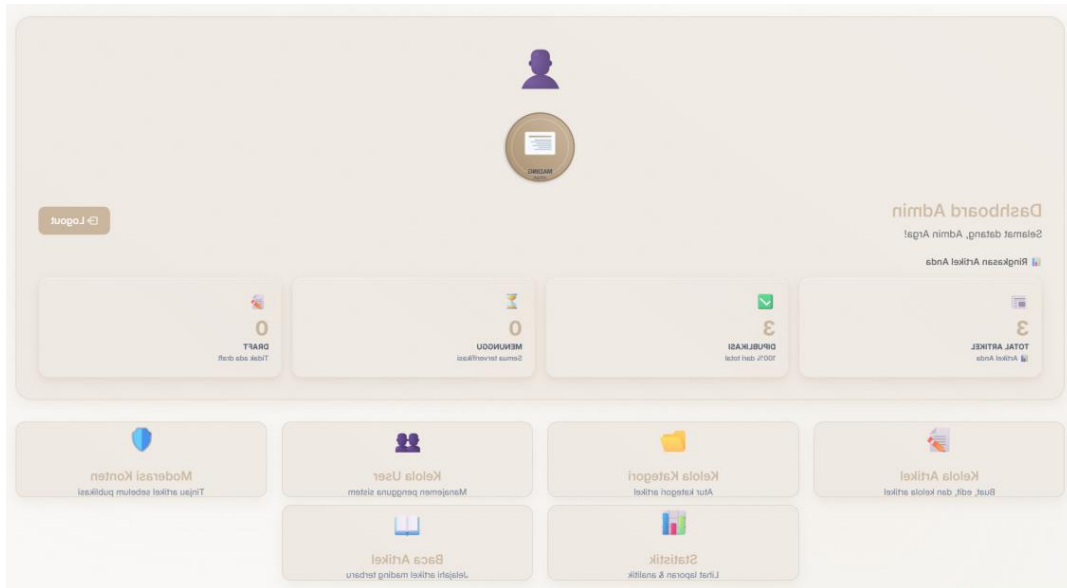 MADING
Dashboard Admin
Selamat datang, Admin Arga!
Logout
Ringkasan Artikel Anda
3
TOTAL ARTIKEL
Artikel Anda
3
DIPUBLIKASI
100% dari total
0
MENUNGGU
Semua terverifikasi
0
DRAFT
Tidak ada draft
Kelola Artikel
Buat, edit, dan kelola artikel
Kelola Kategori
Atur kategori artikel
Kelola User
Manajemen pengguna sistem
Moderasi Konten
Tinjau artikel sebelum publikasi
Statistik
Lihat laporan & analitik
Baca Artikel
Jelajahi artikel mading terbaru